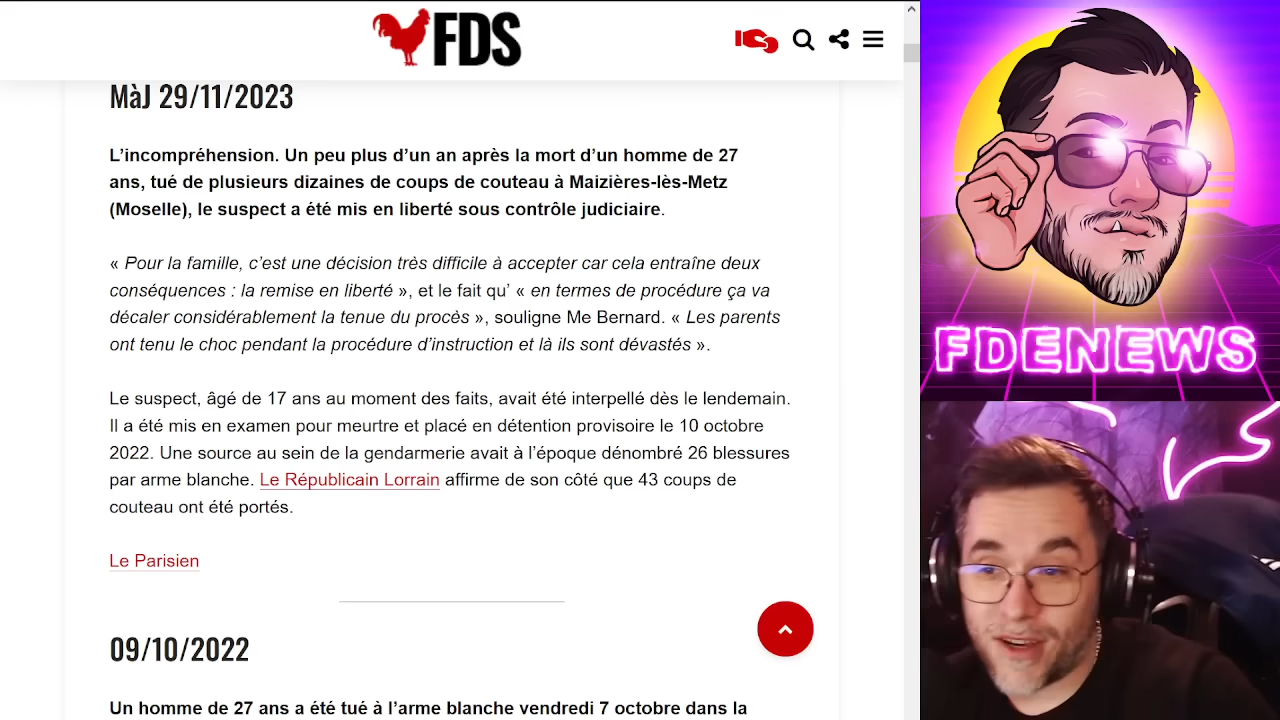 FDS
MàJ 29/11/2023
L’incompréhension. Un peu plus d’un an après la mort d’un homme de 27
ans, tué de plusieurs dizaines de coups de couteau à Maizières-lès-Metz
(Moselle), le suspect a été mis en liberté sous contrôle judiciaire.
« Pour la famille, c’est une décision très difficile à accepter car cela entraîne deux
conséquences : la remise en liberté », et le fait qu’ « en termes de procédure ça va
décaler considérablement la tenue du procès », souligne Me Bernard. « Les parents
ont tenu le choc pendant la procédure d’instruction et là ils sont dévastés ».
Le suspect, âgé de 17 ans au moment des faits, avait été interpellé dès le lendemain.
Il a été mis en examen pour meurtre et placé en détention provisoire le 10 octobre
2022. Une source au sein de la gendarmerie avait à l’époque dénombré 26 blessures
par arme blanche. Le Républicain Lorrain affirme de son côté que 43 coups de
couteau ont été portés.
Le Parisien
09/10/2022
Un homme de 27 ans a été tué à l’arme blanche vendredi 7 octobre dans la
FDENEWS